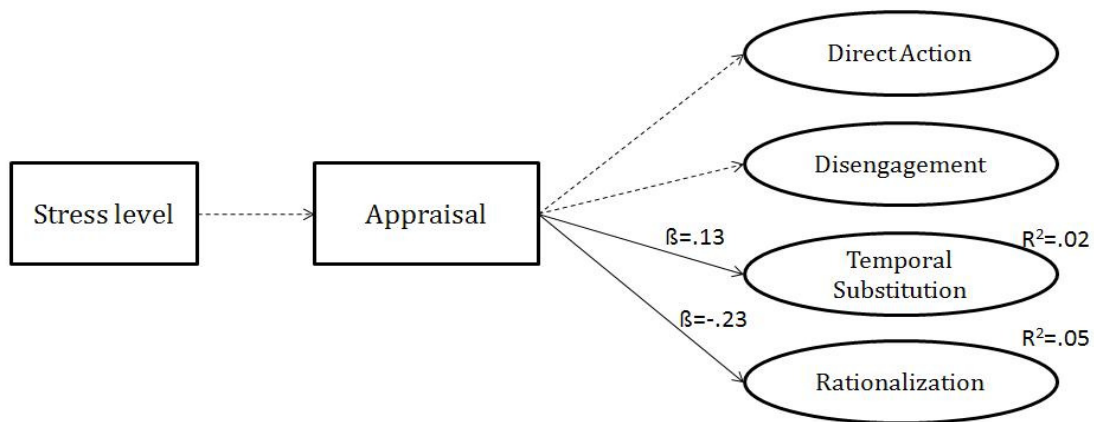 Direct Action
Disengagement
Stress level
Appraisal
ß=.13
R²=.02
Temporal
Substitution
ß=-.23
R²=.05
Rationalization